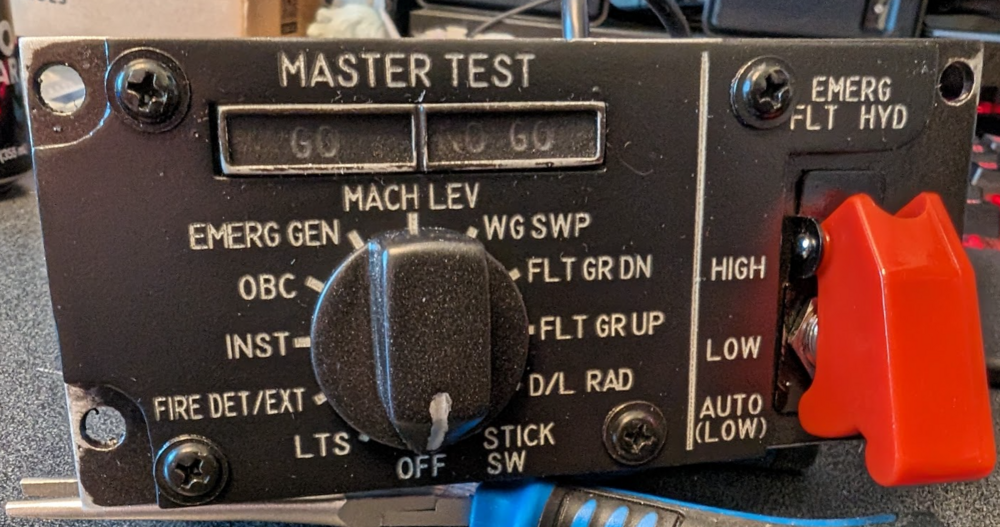 MASTER TEST
GO
O GO
MACH LEV
EMERG GEN
WG SWP
OBC
FLT GR DN
INST
FLT GR UP
FIRE DET/EXT
D/L RAD
LTS
OFF
STICK
SW
EMERG
FLT HYD
HIGH
LOW
AUTO
(LOW)